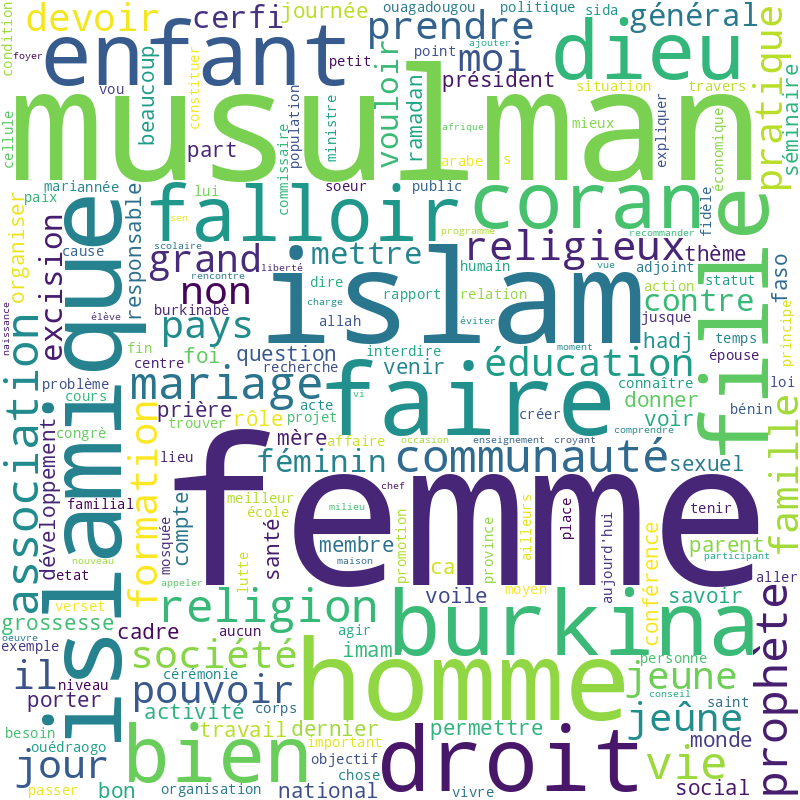 condition
devoir
cerfi
journée
ouagadougou
politique
sida
général
foyer
enfant
prendre
ajouter
point
moi
dieu
pratique
vou
petit
président
situation
travers
séminaire
constituer
beaucoup
population
ministre
vouloir
ramadan
afrique
mieux
expliquer
économique
musulman
cellule
part
commissaire
arabe
s
paix
mariannée
lui
soeur
public
fidèle
organiser
islamique
responsable
falloir
sen
coran
programme
recommander
fille
excision
cause
grand
scolaire
rencontre
liberté
mettre
religieux
vue
thème
adjoint
non
dire
humain
islam
action
statut
faso
naissance
élève
burkinabè
charge
rapport
relation
contre
jusque
allah
éviter
hadj
temps
principe
association
pays
fin
foi
question
interdire
moment
loi
centre
recherche
venir
éducation
épouse
problème
mariage
vi
faire
connaître
donner
bénin
cours
formation
prière
trouver
rôle
acte
projet
créer
voir
comprendre
congrè
développement
lieu
mère
affaire
occasion
enseignement
croyant
famille
féminin
communauté
sexuel
familial
compte
meilleur
école
femme
chef
place
tenir
detat
mosquée
santé
membre
milieu
promotion
province
ailleurs
aujourd'hui
parent
participant
nouveau
lutte
maison
ca
appeler
moyen
conférence
aller
verset
religion
voile
burkina
savoir
prophète
grossesse
cadre
aucun
agir
imam
oeuvre
exemple
société
homme
personne
il
niveau
cérémonie
pouvoir
corps
jeune
conseil
porter
activité
saint
jeûne
besoin
travail
dernier
permettre
monde
ouédraogo
bien
important
droit
jour
objectif
vie
passer
bon
organisation
national
chose
vivre
social